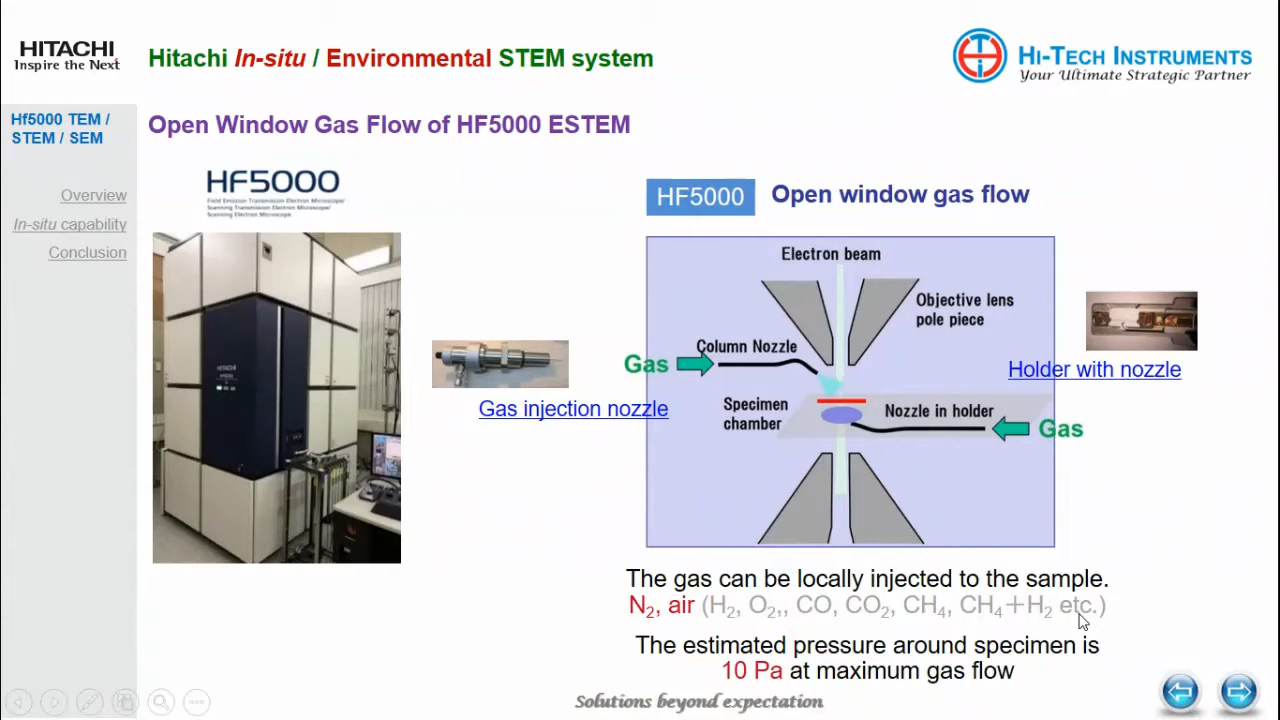 HITACHI
Inspire the Next
Hitachi In-situ / Environmental STEM system
HI-TECH INSTRUMENTS
Your Ultimate Strategic Partner
Hf5000 TEM /
STEM / SEM
Overview
In-situ capability
Conclusion
Open Window Gas Flow of HF5000 ESTEM
HF5000
Field Emission Transmission Electron Microscope/
Scanning Transmission Electron Microscope/
Scanning Electron Microscope
HITACHI
Gas injection nozzle
HF5000
Open window gas flow
Electron beam
Objective lens
pole piece
Column Nozzle
Gas
Specimen
chamber
Nozzle in holder
Gas
Holder with nozzle
The gas can be locally injected to the sample.
N₂, air (H₂, O₂,, CO, CO₂, CH₄, CH₄+H₂ etc.)
The estimated pressure around specimen is
10 Pa at maximum gas flow
Solutions beyond expectation